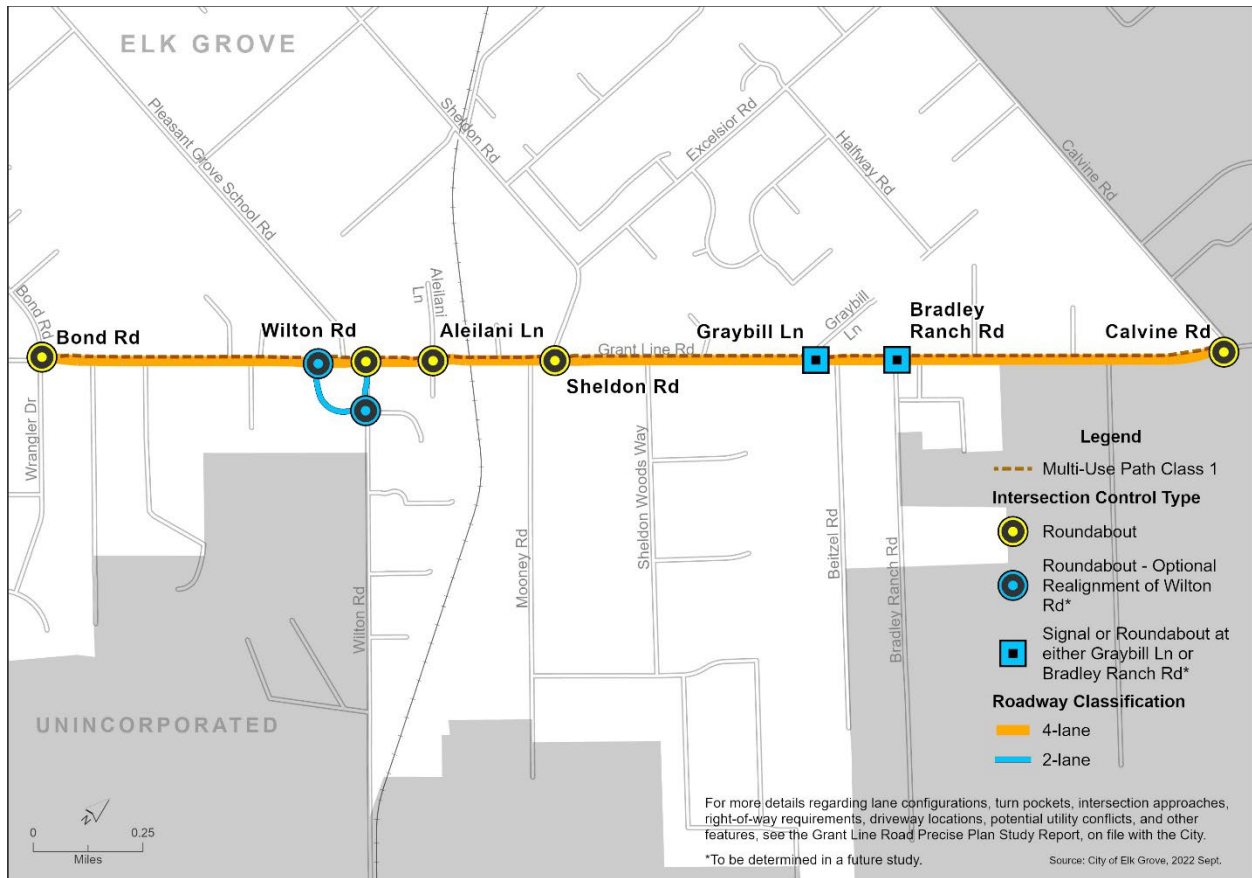 ELK GROVE
Pleasant Grove School Rd
Sheldon Rd
Excelsior Rd
Halfway Rd
Calvine Rd
Bond Rd
Aleilani
Ln
Bond Rd
Wilton Rd
Aleilani Ln
Sheldon Rd
Grant Line Rd
Graybill Ln
Graybill
Ln
Bradley
Ranch Rd
Calvine Rd
Wrangler Dr
Wilton Rd
Mooney Rd
Sheldon Woods Way
Beitzel Rd
Bradley Ranch Rd
UNINCORPORATED
Legend
Multi-Use Path Class 1
Intersection Control Type
Roundabout
Roundabout - Optional
Realignment of Wilton
Rd*
Signal or Roundabout at
either Graybill Ln or
Bradley Ranch Rd*
Roadway Classification
4-lane
2-lane
N
0
0.25
Miles
For more details regarding lane configurations, turn pockets, intersection approaches,
right-of-way requirements, driveway locations, potential utility conflicts, and other
features, see the Grant Line Road Precise Plan Study Report, on file with the City.
*To be determined in a future study.
Source: City of Elk Grove, 2022 Sept.